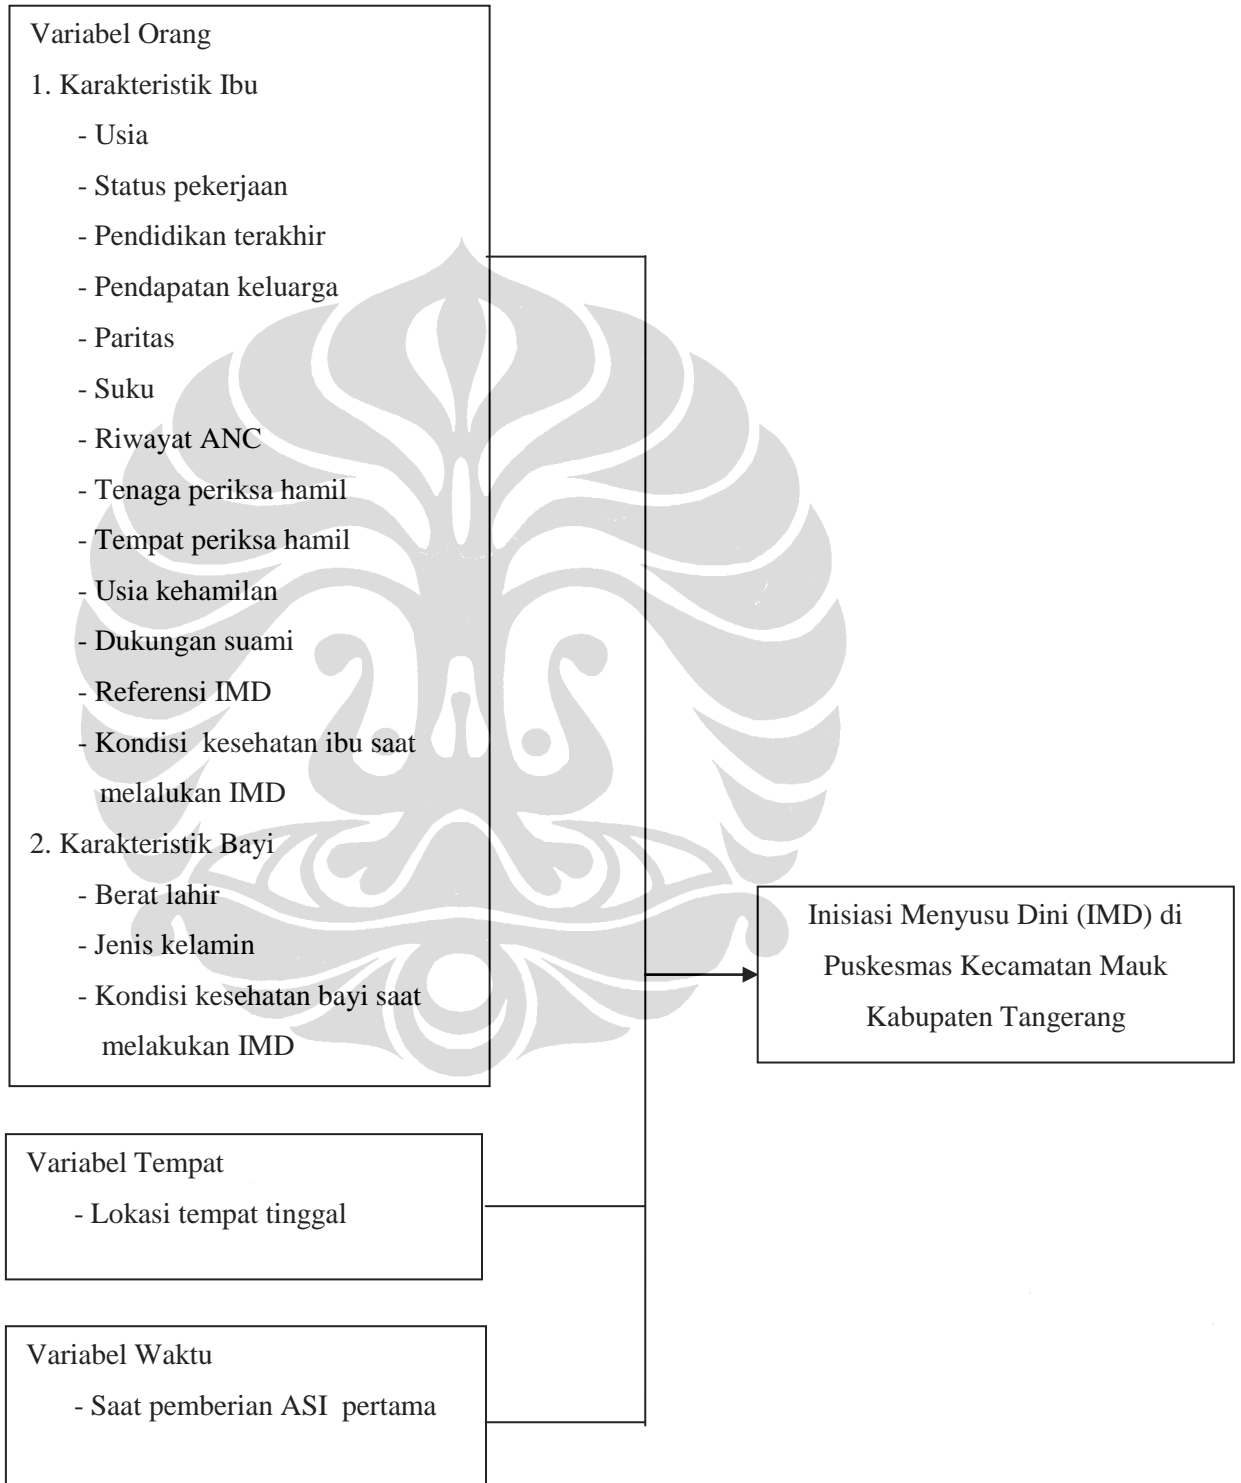 Variabel Orang
1. Karakteristik Ibu
- Usia
- Status pekerjaan
- Pendidikan terakhir
- Pendapatan keluarga
- Paritas
- Suku
- Riwayat ANC
- Tenaga periksa hamil
- Tempat periksa hamil
- Usia kehamilan
- Dukungan suami
- Referensi IMD
- Kondisi kesehatan ibu saat
melalukan IMD
2. Karakteristik Bayi
- Berat lahir
- Jenis kelamin
- Kondisi kesehatan bayi saat
melakukan IMD
Variabel Tempat
- Lokasi tempat tinggal
Variabel Waktu
- Saat pemberian ASI pertama
Inisiasi Menyusu Dini (IMD) di
Puskesmas Kecamatan Mauk
Kabupaten Tangerang